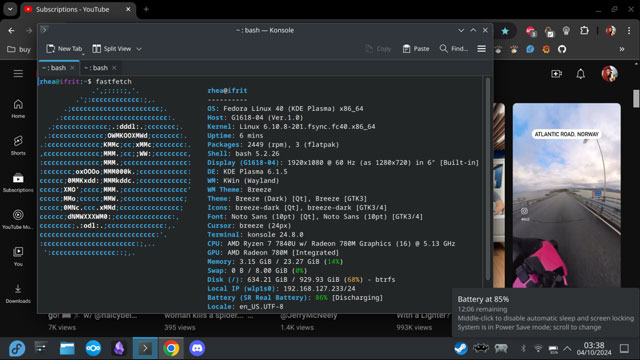 Subscriptions - YouTube
buy
~ : bash — Konsole
New Tab
Split View
Copy
Paste
Find...
~ : bash
~ : bash
rhea@ifrit:~$ fastfetch
rhea@ifrit
----------
OS: Fedora Linux 40 (KDE Plasma) x86_64
Host: G1618-04 (Ver.1.0)
Kernel: Linux 6.10.8-201.fsync.fc40.x86_64
Uptime: 6 mins
Packages: 2449 (rpm), 3 (flatpak)
Shell: bash 5.2.26
Display (G1618-04): 1920x1080 @ 60 Hz (as 1280x720) in 6" [Built-in]
DE: KDE Plasma 6.1.5
WM: KWin (Wayland)
WM Theme: Breeze
Theme: Breeze (Dark) [Qt], Breeze [GTK3]
Icons: breeze-dark [Qt], breeze-dark [GTK3/4]
Font: Noto Sans (10pt) [Qt], Noto Sans (10pt) [GTK3/4]
Cursor: breeze (24px)
Terminal: konsole 24.8.0
CPU: AMD Ryzen 7 7840U w/ Radeon 780M Graphics (16) @ 5.13 GHz
GPU: AMD Radeon 780M [Integrated]
Memory: 3.15 GiB / 23.27 GiB (14%)
Swap: 0 B / 8.00 GiB (0%)
Disk (/): 634.21 GiB / 929.93 GiB (68%) - btrfs
Local IP (wlp1s0): 192.168.127.233/24
Battery (SR Real Battery): 86% [Discharging]
Locale: en_US.UTF-8
Home
Shorts
Subscriptions
YouTube Mu...
You
Downloads
ATLANTIC ROAD, NORWAY
7K views
395 views
1.4K views
993K views
With a Lighter?
Battery at 85%
12:06 remaining
Middle-click to disable automatic sleep and screen locking
System is in Power Save mode; scroll to change
03:38
04/10/2024